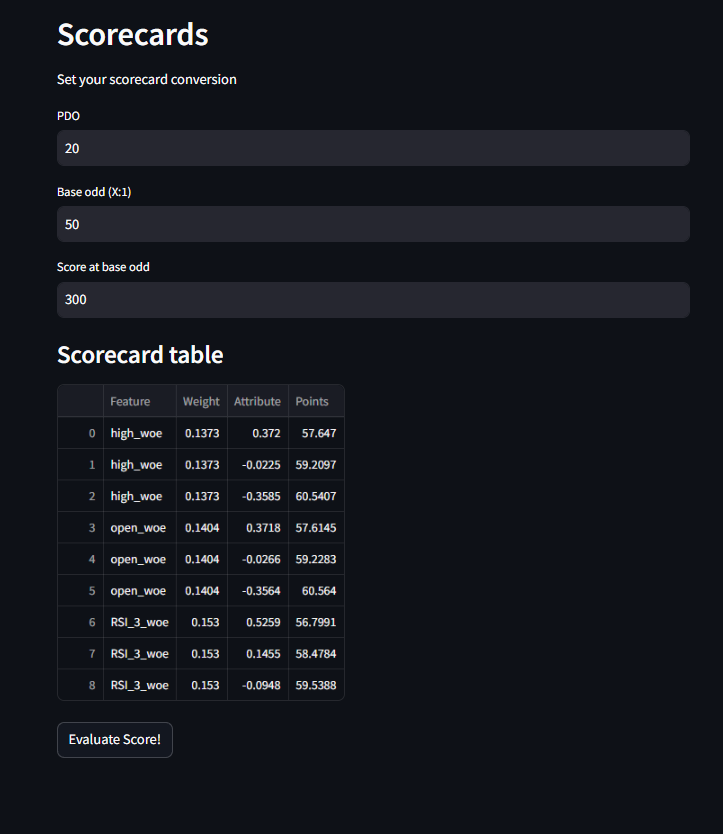 Scorecards
Set your scorecard conversion
PDO
20
Base odd (X:1)
50
Score at base odd
300
Scorecard table
Feature Weight Attribute Points
0 high_woe 0.1373 0.372 57.647
1 high_woe 0.1373 -0.0225 59.2097
2 high_woe 0.1373 -0.3585 60.5407
3 open_woe 0.1404 0.3718 57.6145
4 open_woe 0.1404 -0.0266 59.2283
5 open_woe 0.1404 -0.3564 60.564
6 RSI_3_woe 0.153 0.5259 56.7991
7 RSI_3_woe 0.153 0.1455 58.4784
8 RSI_3_woe 0.153 -0.0948 59.5388
Evaluate Score!